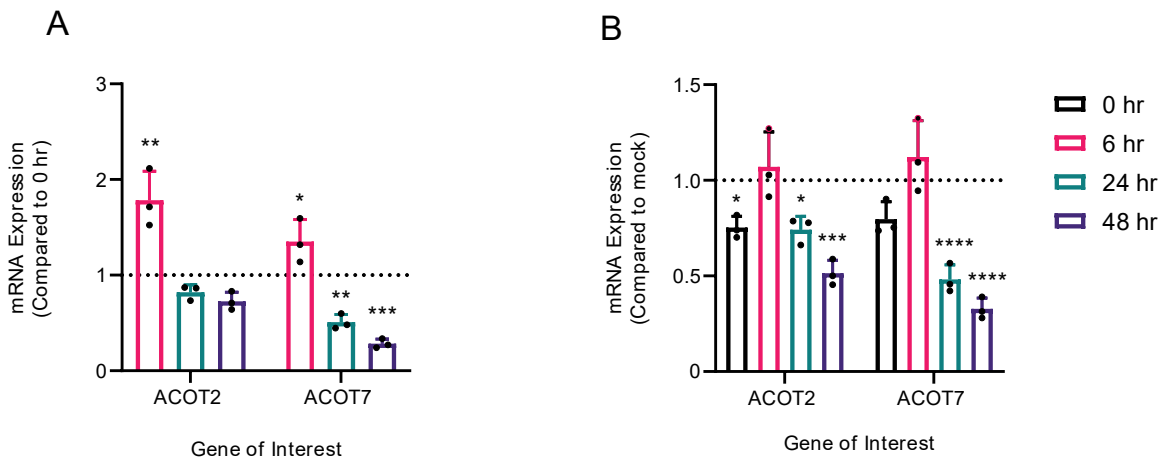 A
mRNA Expression
(Compared to 0 hr)
3
2
1
0
**
*
**
***
ACOT2 ACOT7
Gene of Interest
B
mRNA Expression
(Compared to mock)
1.5
1.0
0.5
0
*
*
***
****
****
ACOT2 ACOT7
Gene of Interest
0 hr
6 hr
24 hr
48 hr